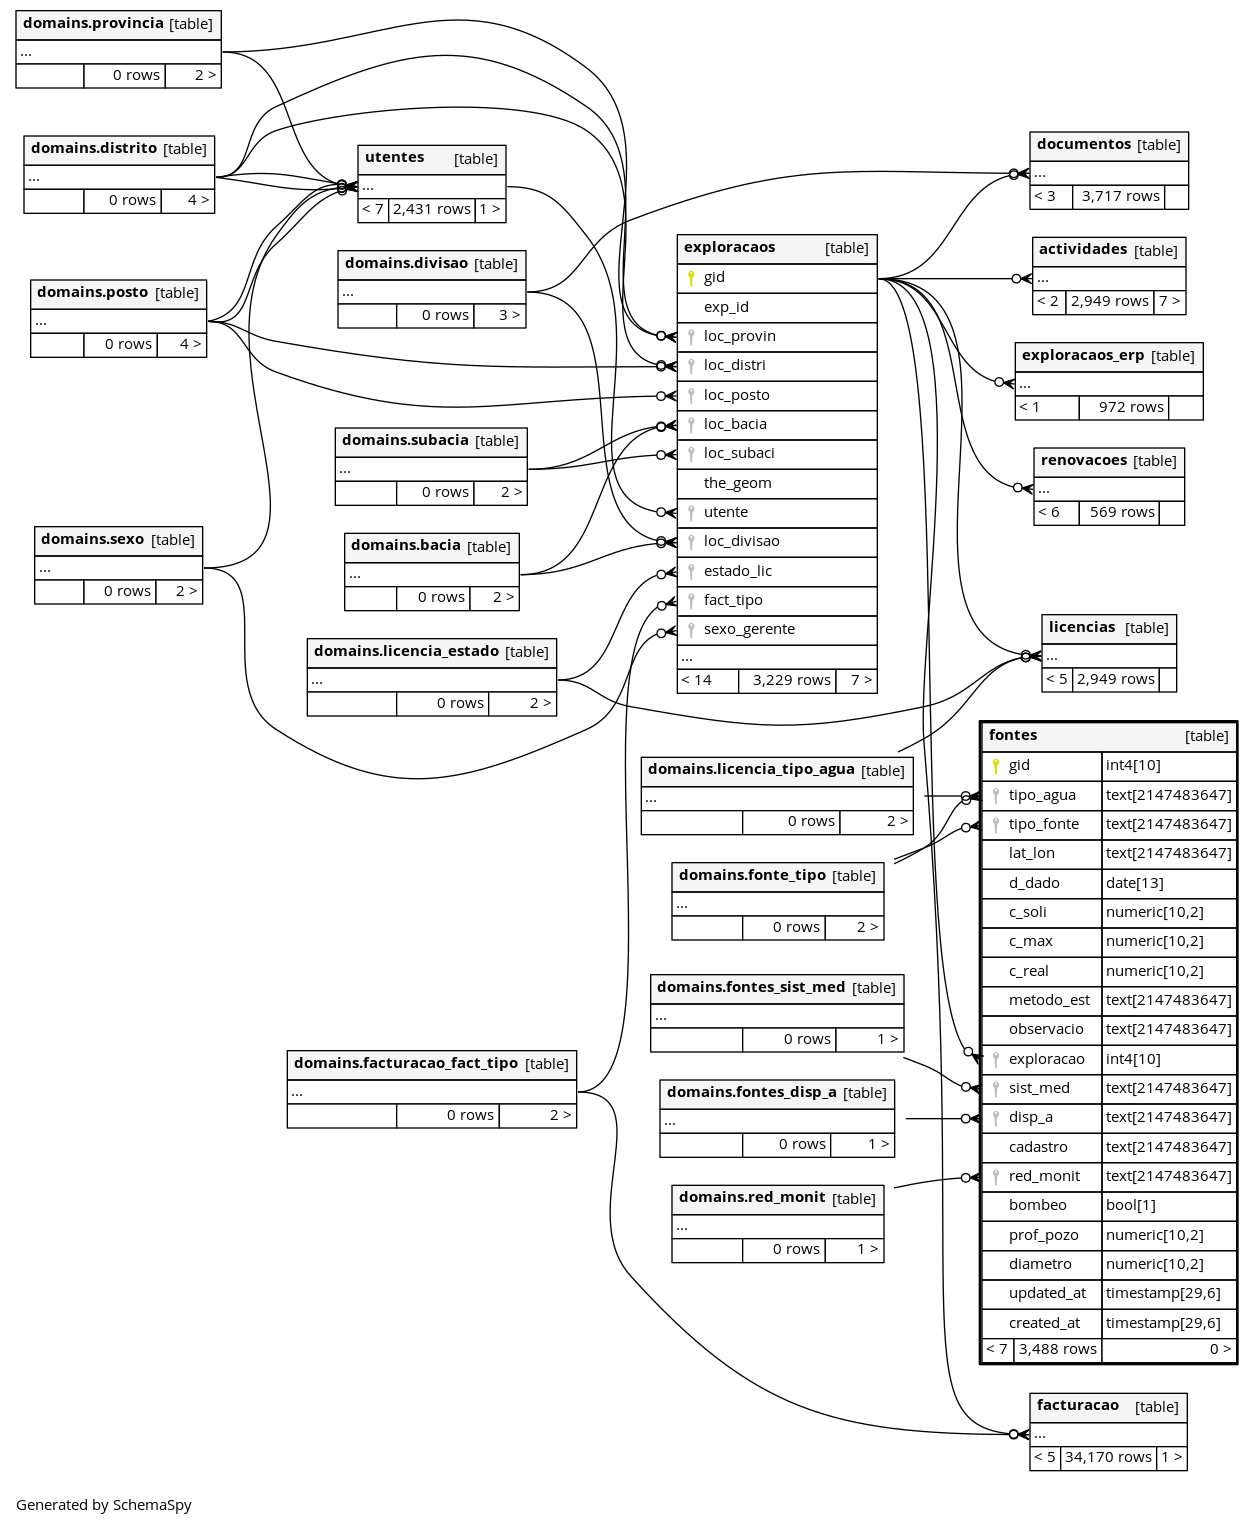 domains.provincia [table]
...
0 rows 2 >
domains.distrito [table]
...
0 rows 4 >
domains.posto [table]
...
0 rows 4 >
domains.sexo [table]
...
0 rows 2 >
utentes [table]
...
< 7 2,431 rows 1 >
domains.divisao [table]
...
0 rows 3 >
domains.subacia [table]
...
0 rows 2 >
domains.bacia [table]
...
0 rows 2 >
domains.licencia_estado [table]
...
0 rows 2 >
domains.facturacao_fact_tipo [table]
...
0 rows 2 >
exploracaos [table]
gid
exp_id
loc_provin
loc_distri
loc_posto
loc_bacia
loc_subaci
the_geom
utente
loc_divisao
estado_lic
fact_tipo
sexo_gerente
...
< 14 3,229 rows 7 >
domains.licencia_tipo_agua [table]
...
0 rows 2 >
domains.fonte_tipo [table]
...
0 rows 2 >
domains.fontes_sist_med [table]
...
0 rows 1 >
domains.fontes_disp_a [table]
...
0 rows 1 >
domains.red_monit [table]
...
0 rows 1 >
documentos [table]
...
< 3 3,717 rows
actividades [table]
...
< 2 2,949 rows 7 >
exploracaos_erp [table]
...
< 1 972 rows
renovacoes [table]
...
< 6 569 rows
licencias [table]
...
< 5 2,949 rows
fontes [table]
gid int4[10]
tipo_agua text[2147483647]
tipo_fonte text[2147483647]
lat_lon text[2147483647]
d_dado date[13]
c_soli numeric[10,2]
c_max numeric[10,2]
c_real numeric[10,2]
metodo_est text[2147483647]
observacio text[2147483647]
exploracao int4[10]
sist_med text[2147483647]
disp_a text[2147483647]
cadastro text[2147483647]
red_monit text[2147483647]
bombeo bool[1]
prof_pozo numeric[10,2]
diametro numeric[10,2]
updated_at timestamp[29,6]
created_at timestamp[29,6]
< 7 3,488 rows 0 >
facturacao [table]
...
< 5 34,170 rows 1 >
Generated by SchemaSpy